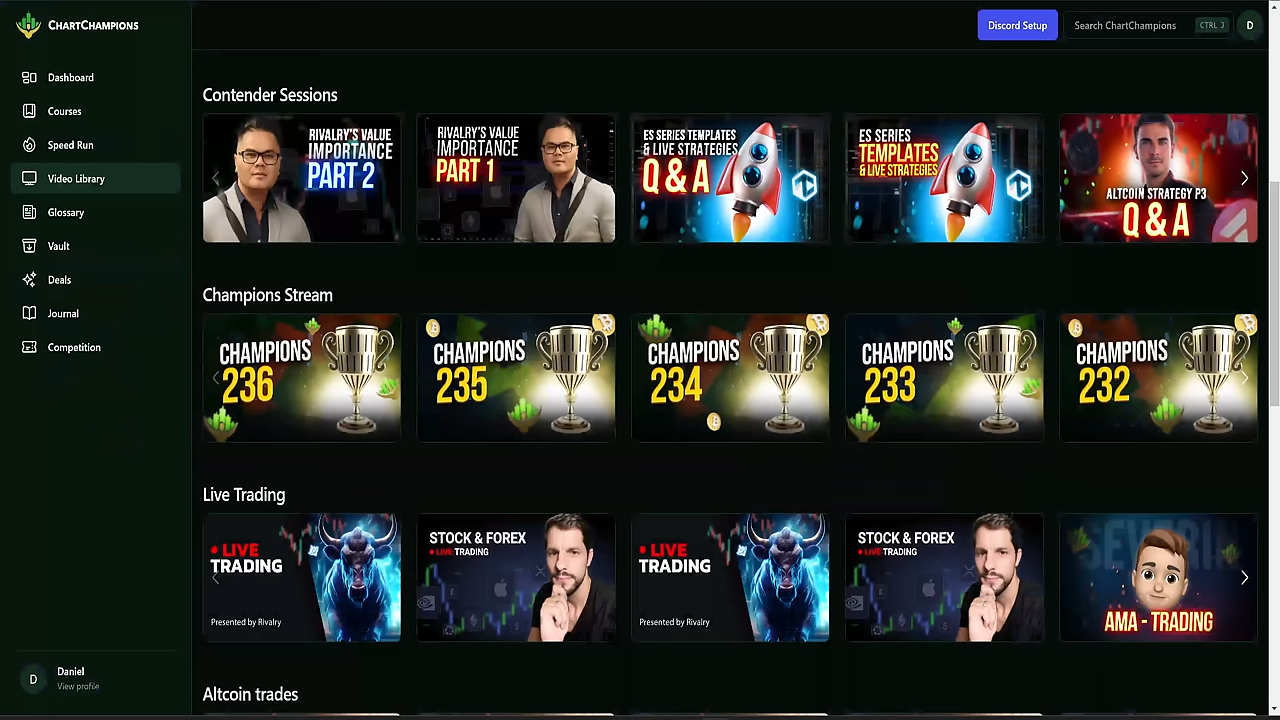 CHARTCHAMPIONS
Discord Setup
Search ChartChampions
CTRL J
D
Dashboard
Courses
Speed Run
Video Library
Glossary
Vault
Deals
Journal
Competition
Contender Sessions
RIVALRY'S VALUE
IMPORTANCE
PART 2
RIVALRY'S VALUE
IMPORTANCE
PART 1
ES SERIES TEMPLATES
& LIVE STRATEGIES
Q & A
ES SERIES
TEMPLATES
& LIVE STRATEGIES
ALTCOIN STRATEGY P3
Q & A
Champions Stream
CHAMPIONS
236
CHAMPIONS
235
CHAMPIONS
234
CHAMPIONS
233
CHAMPIONS
232
Live Trading
LIVE
TRADING
Presented by Rivalry
STOCK & FOREX
LIVE TRADING
LIVE
TRADING
Presented by Rivalry
STOCK & FOREX
LIVE TRADING
AMA - TRADING
Altcoin trades
D
Daniel
View profile